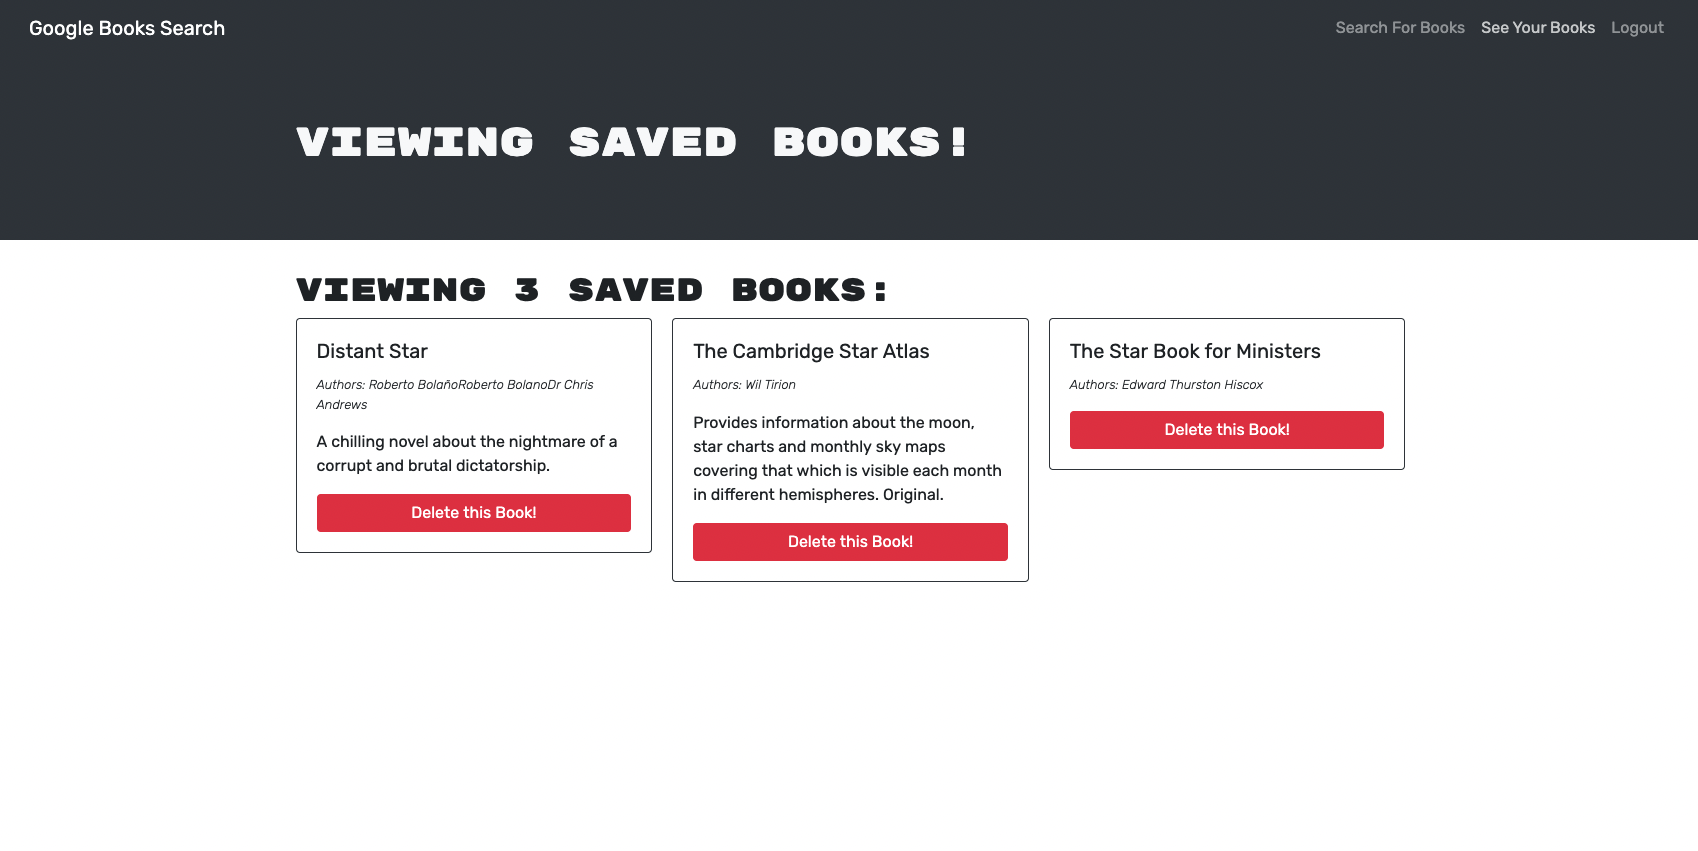 Google Books Search
Search For Books See Your Books Logout
VIEWING SAVED BOOKS!
VIEWING 3 SAVED BOOKS:
Distant Star
Authors: Roberto BolañoRoberto BolanoDr Chris
Andrews
A chilling novel about the nightmare of a
corrupt and brutal dictatorship.
Delete this Book!
The Cambridge Star Atlas
Authors: Wil Tirion
Provides information about the moon,
star charts and monthly sky maps
covering that which is visible each month
in different hemispheres. Original.
Delete this Book!
The Star Book for Ministers
Authors: Edward Thurston Hiscox
Delete this Book!